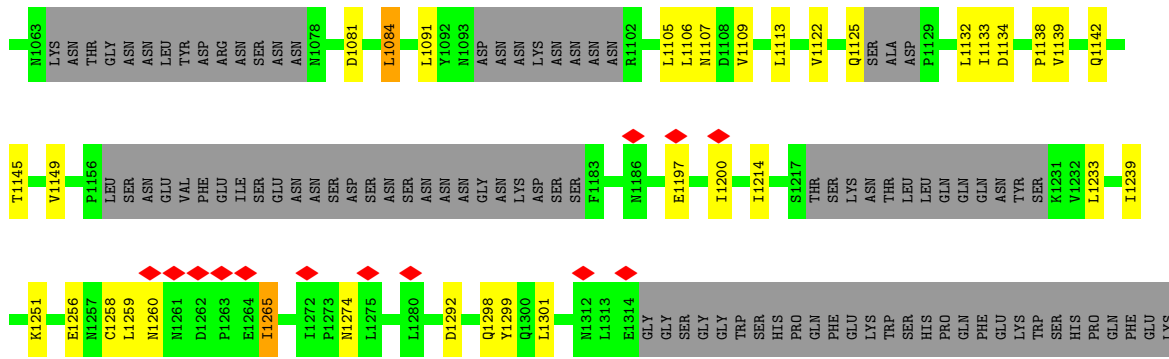 N1063 LYS ASN THR GLY ASN ASN LEU TYR ASP ARG ASN SER ASN ASN N1078 D1081 L1084 L1091 Y1092 N1093 ASP ASN ASN LYS ASN ASN ASN ASN R1102 L1105 L1106 N1107 D1108 V1109 L1113 V1122 Q1125 SER ALA ASP P1129 L1132 I1133 D1134 P1138 V1139 Q1142
T1145 V1149 P1156 LEU SER ASN GLU VAL PHE GLU ILE SER GLU ASN ASN SER ASP SER ASN SER ASN ASN ASN GLY ASN LYS ASP SER SER F1183 N1186 E1197 I1200 I1214 S1217 THR SER LYS ASN THR LEU LEU GLN GLN GLN ASN TYR SER K1231 V1232 L1233 I1239
K1251 E1256 N1257 C1258 L1259 N1260 N1261 D1262 P1263 E1264 I1265 I1272 P1273 N1274 L1275 L1280 D1292 Q1298 Y1299 Q1300 L1301 N1312 L1313 E1314 GLY GLY SER GLY GLY TRP SER HIS PRO GLN PHE GLU LYS TRP SER HIS PRO GLN PHE GLU LYS TRP SER HIS PRO GLN PHE GLU LYS